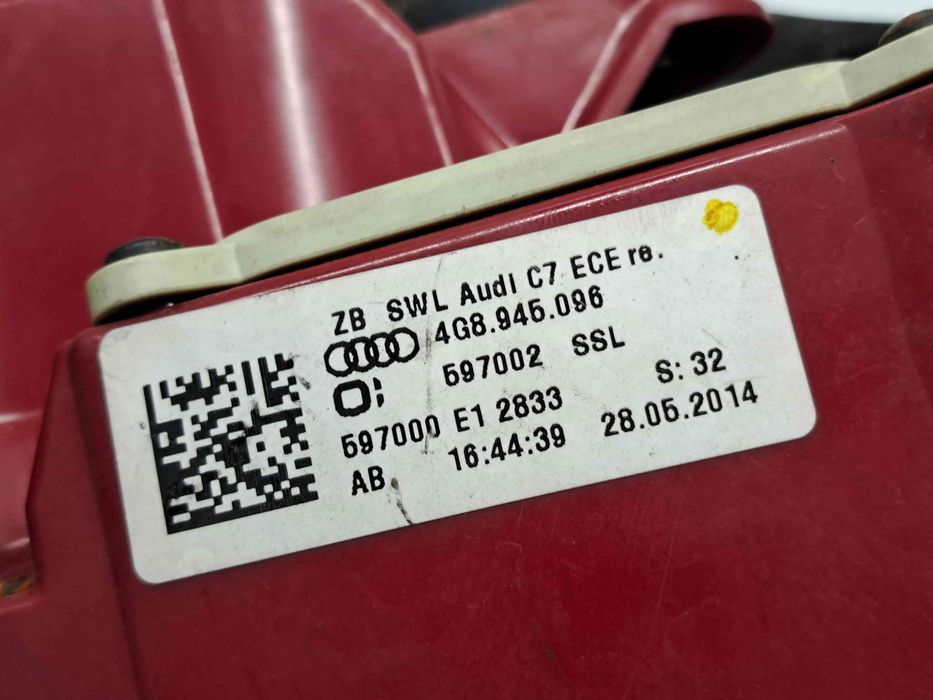 ZB SWL Audi C7 ECE re.
4G8.945.096
597002 SSL
597000 E1 2833 S: 32
AB 16:44:39 28.05.2014